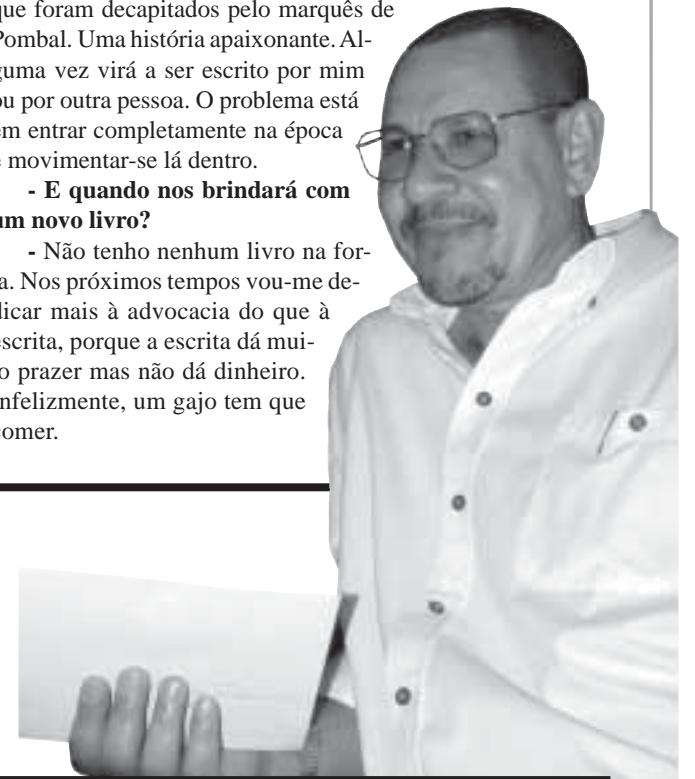 que foram decapitados pelo marquês de
Pombal. Uma história apaixonante. Al-
guma vez virá a ser escrito por mim
ou por outra pessoa. O problema está
em entrar completamente na época
e movimentar-se lá dentro.
- E quando nos brindará com
um novo livro?
- Não tenho nenhum livro na for-
a. Nos próximos tempos vou-me de-
dicar mais à advocacia do que à
escrita, porque a escrita dá mui-
o prazer mas não dá dinheiro.
nfelizmente, um gajo tem que
comer.